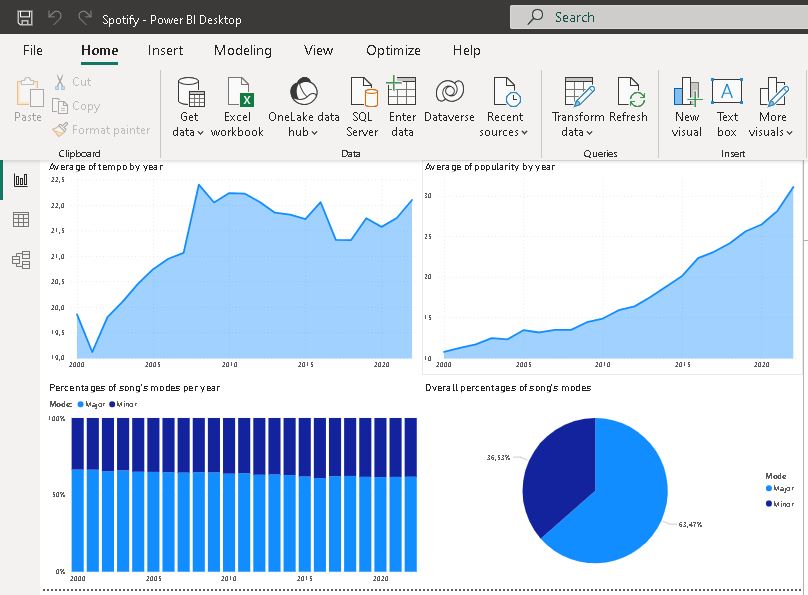 Spotify - Power BI Desktop
Search
File Home Insert Modeling View Optimize Help
Paste
Cut
Copy
Format painter
Get data
Excel workbook
OneLake data hub
SQL Server
Enter data
Dataverse
Recent sources
Transform data
Refresh
New visual
Text box
More visuals
Clipboard
Data
Queries
Insert
Average of tempo by year
22,5
22,0
21,5
21,0
20,5
20,0
19,5
19,0
2000 2005 2010 2015 2020
Average of popularity by year
30
25
20
15
10
2000 2005 2010 2015 2020
Percentages of song's modes per year
Mode: Major Minor
100%
50%
0%
2000 2005 2010 2015 2020
Overall percentages of song's modes
36,53%
63,47%
Mode
Major
Minor